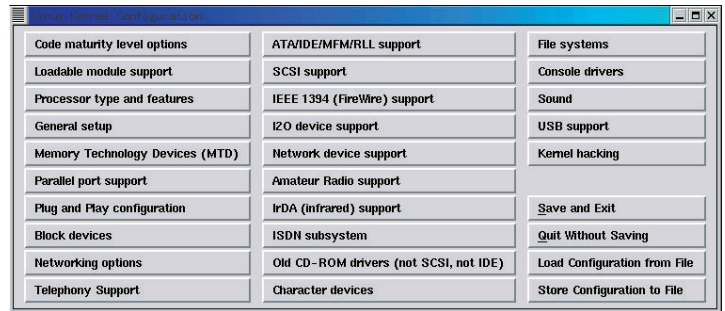 Linux Kernel Configuration
Code maturity level options
Loadable module support
Processor type and features
General setup
Memory Technology Devices (MTD)
Parallel port support
Plug and Play configuration
Block devices
Networking options
Telephony Support
ATA/IDE/MFM/RLL support
SCSI support
IEEE 1394 (FireWire) support
I2O device support
Network device support
Amateur Radio support
IrDA (infrared) support
ISDN subsystem
Old CD-ROM drivers (not SCSI, not IDE)
Character devices
File systems
Console drivers
Sound
USB support
Kernel hacking
Save and Exit
Quit Without Saving
Load Configuration from File
Store Configuration to File